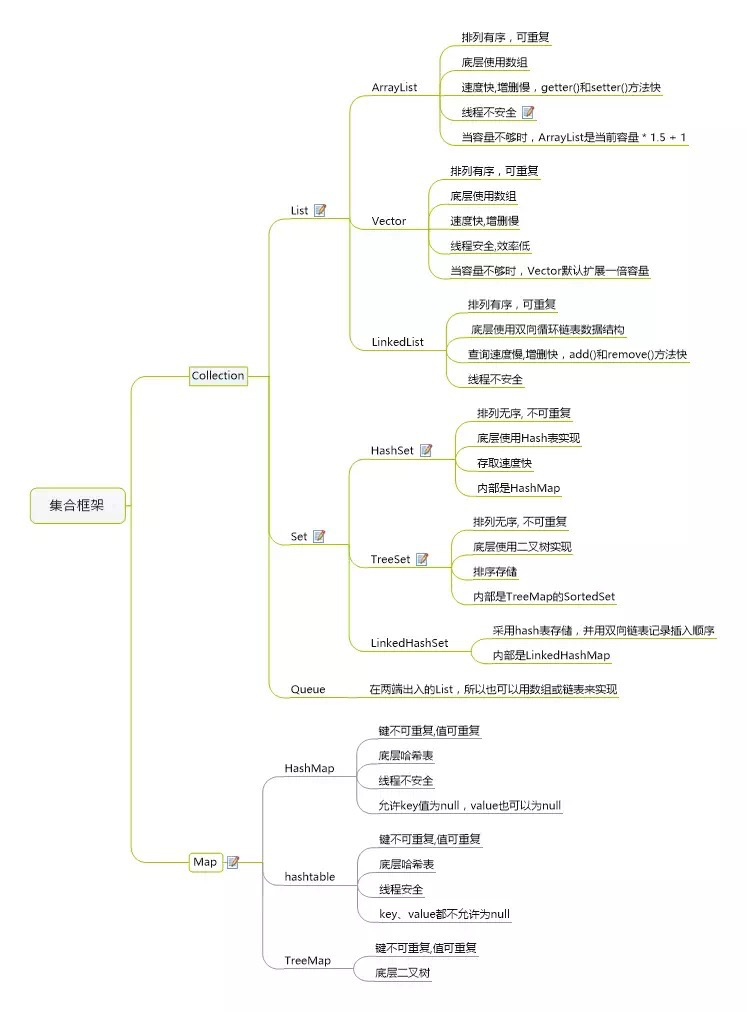 集合框架
Collection
List
ArrayList
排列有序，可重复
底层使用数组
速度快,增删慢，getter()和setter()方法快
线程不安全
当容量不够时，ArrayList是当前容量 * 1.5 + 1
Vector
排列有序，可重复
底层使用数组
速度快,增删慢
线程安全,效率低
当容量不够时，Vector默认扩展一倍容量
LinkedList
排列有序，可重复
底层使用双向循环链表数据结构
查询速度慢,增删快，add()和remove()方法快
线程不安全
Set
HashSet
排列无序, 不可重复
底层使用Hash表实现
存取速度快
内部是HashMap
TreeSet
排列无序, 不可重复
底层使用二叉树实现
排序存储
内部是TreeMap的SortedSet
LinkedHashSet
采用hash表存储，并用双向链表记录插入顺序
内部是LinkedHashMap
Queue
在两端出入的List，所以也可以用数组或链表来实现
Map
HashMap
键不可重复,值可重复
底层哈希表
线程不安全
允许key值为null，value也可以为null
hashtable
键不可重复,值可重复
底层哈希表
线程安全
key、value都不允许为null
TreeMap
键不可重复,值可重复
底层二叉树